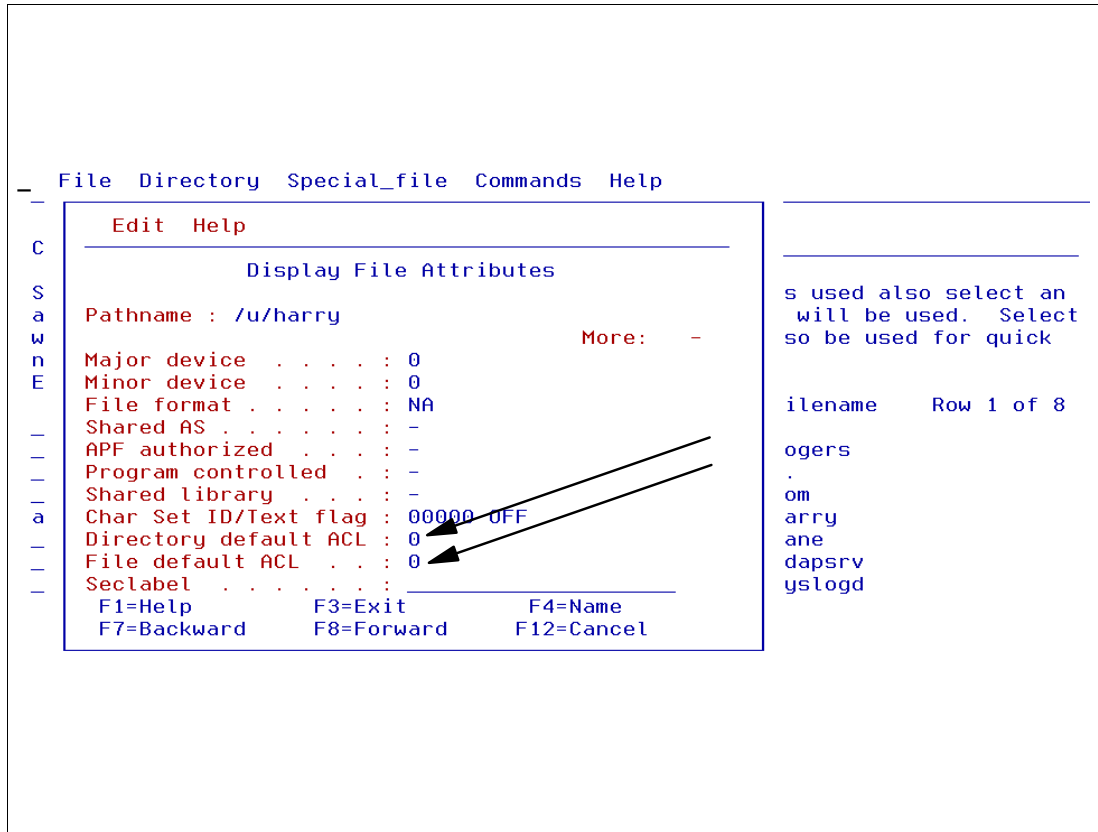 _ File Directory Special_file Commands Help
_
Edit Help
C
Display File Attributes
S s used also select an
a Pathname : /u/harry will be used. Select
w More: - so be used for quick
n Major device . . . . : 0
E Minor device . . . . : 0
File format . . . . . : NA ilename Row 1 of 8
_ Shared AS . . . . . . : -
_ APF authorized . . . : - ogers
_ Program controlled . : - .
_ Shared library . . . : - om
a Char Set ID/Text flag : 00000 OFF arry
_ Directory default ACL : 0 ane
_ File default ACL . . : 0 dapsrv
_ Seclabel . . . . . . : yslogd
F1=Help F3=Exit F4=Name
F7=Backward F8=Forward F12=Cancel